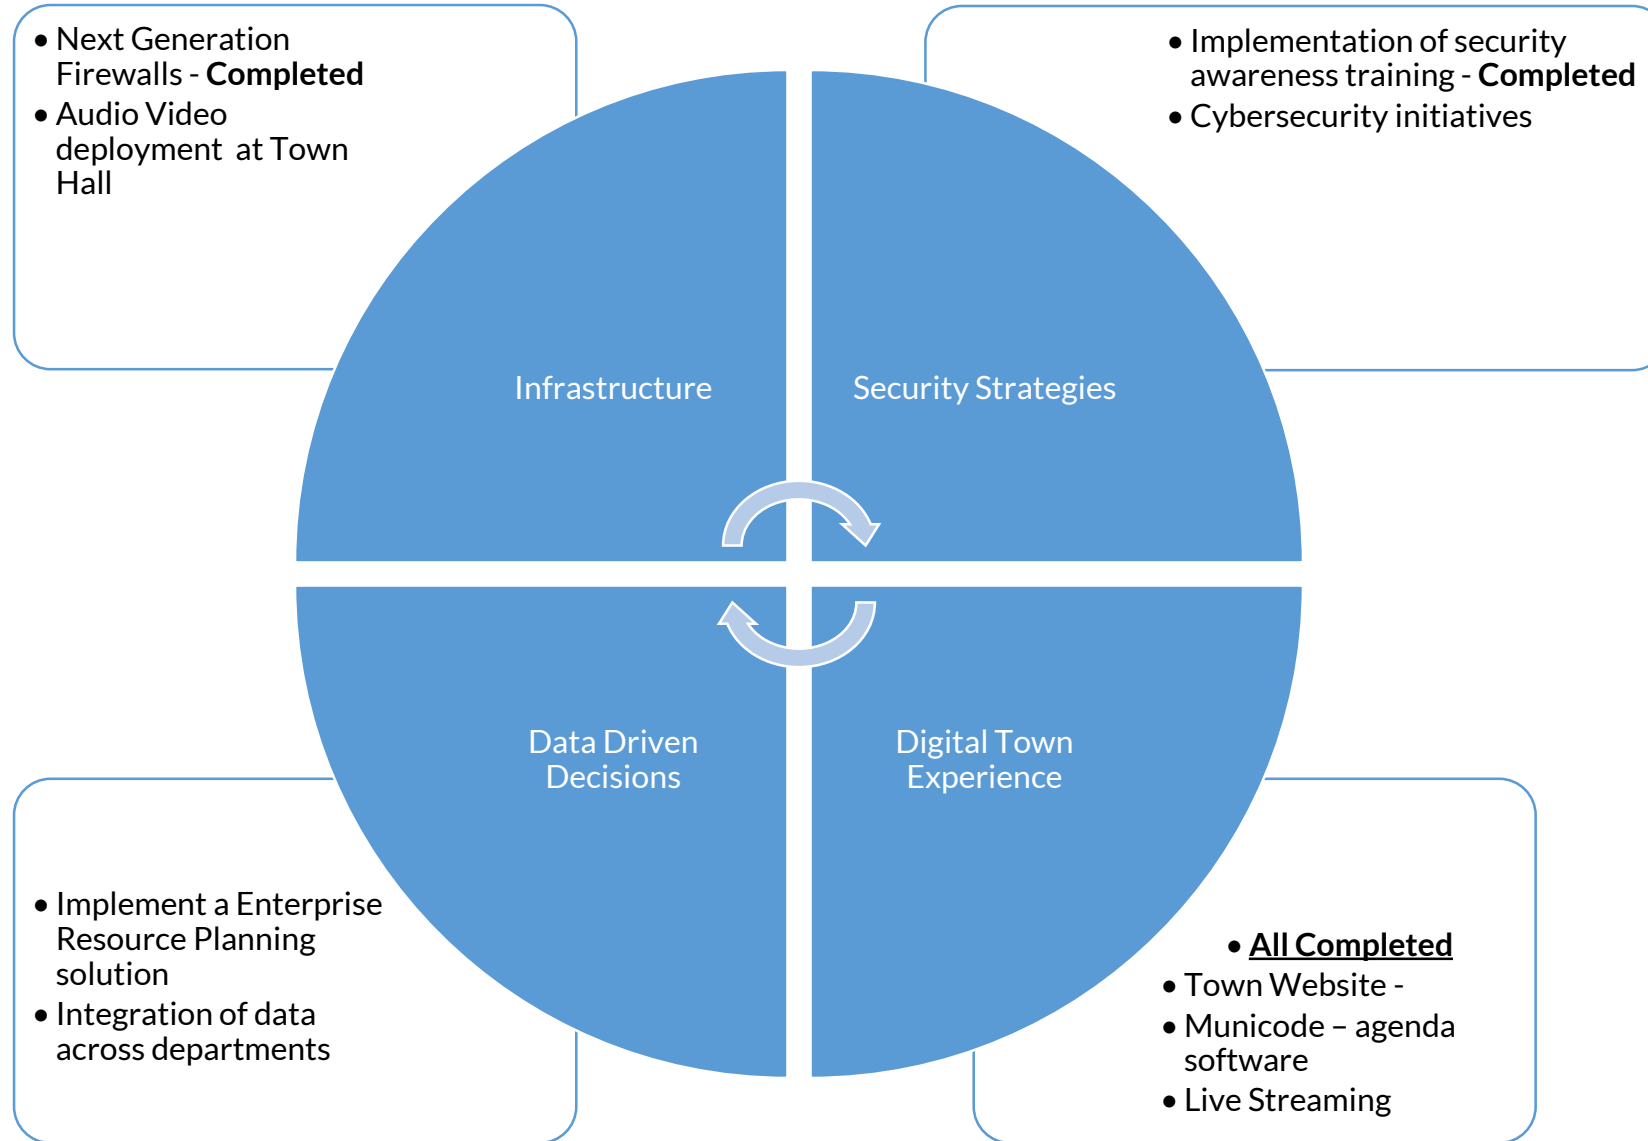 • Next Generation
Firewalls - Completed
• Audio Video
deployment at Town
Hall
• Implementation of security
awareness training - Completed
• Cybersecurity initiatives
Infrastructure
Security Strategies
Data Driven
Decisions
Digital Town
Experience
• Implement a Enterprise
Resource Planning
solution
• Integration of data
across departments
• All Completed
• Town Website -
• Municode – agenda
software
• Live Streaming